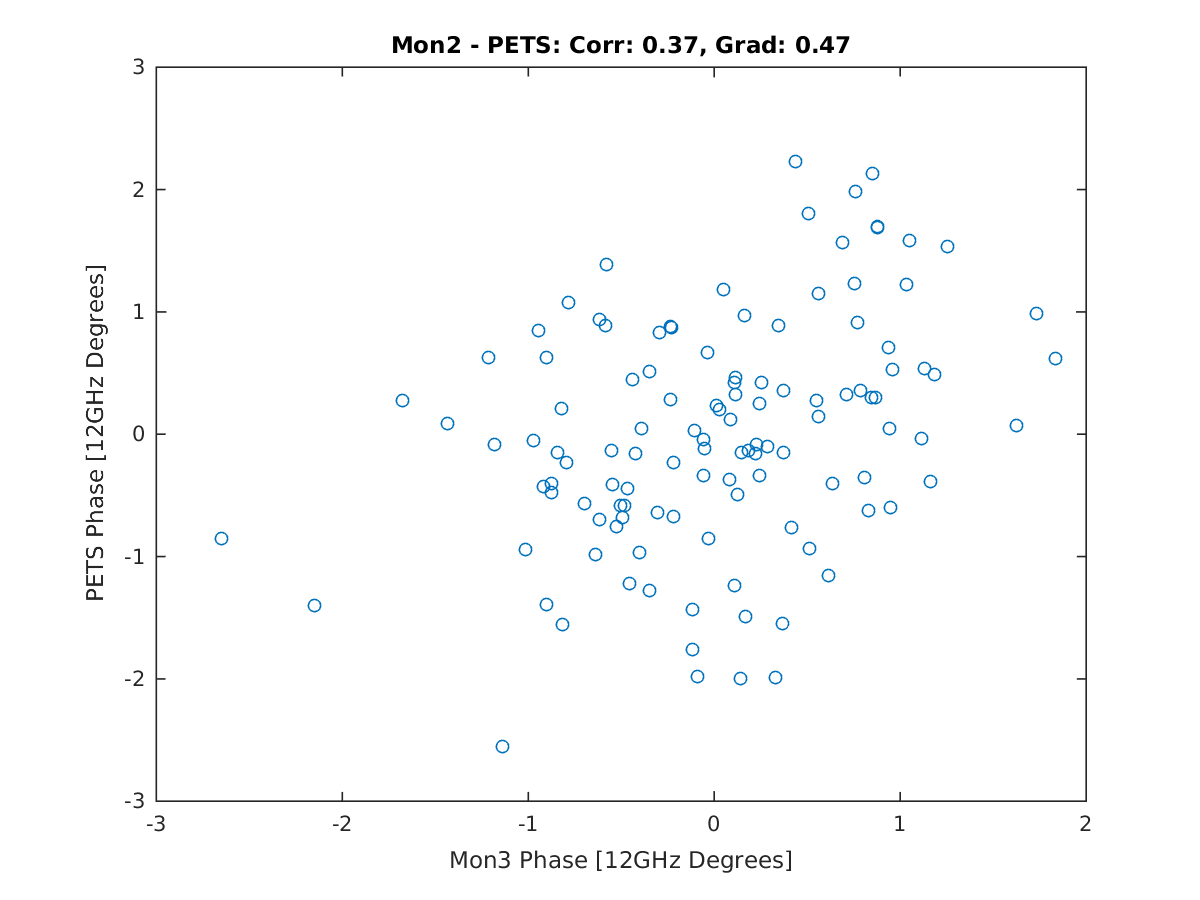 Mon2 - PETS: Corr: 0.37, Grad: 0.47
3
2
1
0
-1
-2
-3
PETS Phase [12GHz Degrees]
-3 -2 -1 0 1 2
Mon3 Phase [12GHz Degrees]